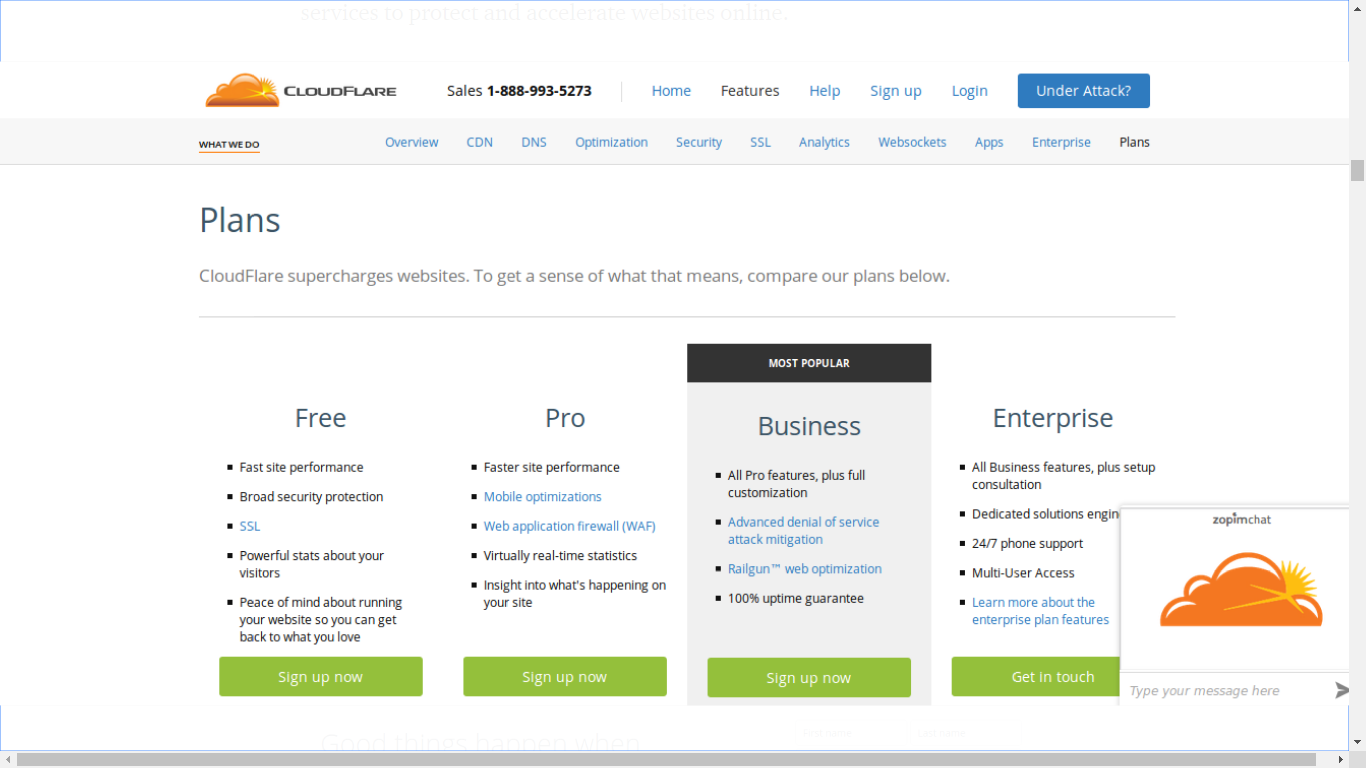 services to protect and accelerate websites online.
CLOUDFLARE
Sales 1-888-993-5273
Home
Features
Help
Sign up
Login
Under Attack?
WHAT WE DO
Overview
CDN
DNS
Optimization
Security
SSL
Analytics
Websockets
Apps
Enterprise
Plans
Plans
CloudFlare supercharges websites. To get a sense of what that means, compare our plans below.
Free
Fast site performance
Broad security protection
SSL
Powerful stats about your
visitors
Peace of mind about running
your website so you can get
back to what you love
Sign up now
Pro
Faster site performance
Mobile optimizations
Web application firewall (WAF)
Virtually real-time statistics
Insight into what's happening on
your site
Sign up now
MOST POPULAR
Business
All Pro features, plus full
customization
Advanced denial of service
attack mitigation
Railgun™ web optimization
100% uptime guarantee
Sign up now
Enterprise
All Business features, plus setup
consultation
Dedicated solutions engin
24/7 phone support
Multi-User Access
Learn more about the
enterprise plan features
Get in touch
zopimchat
Type your message here
Good things happen when